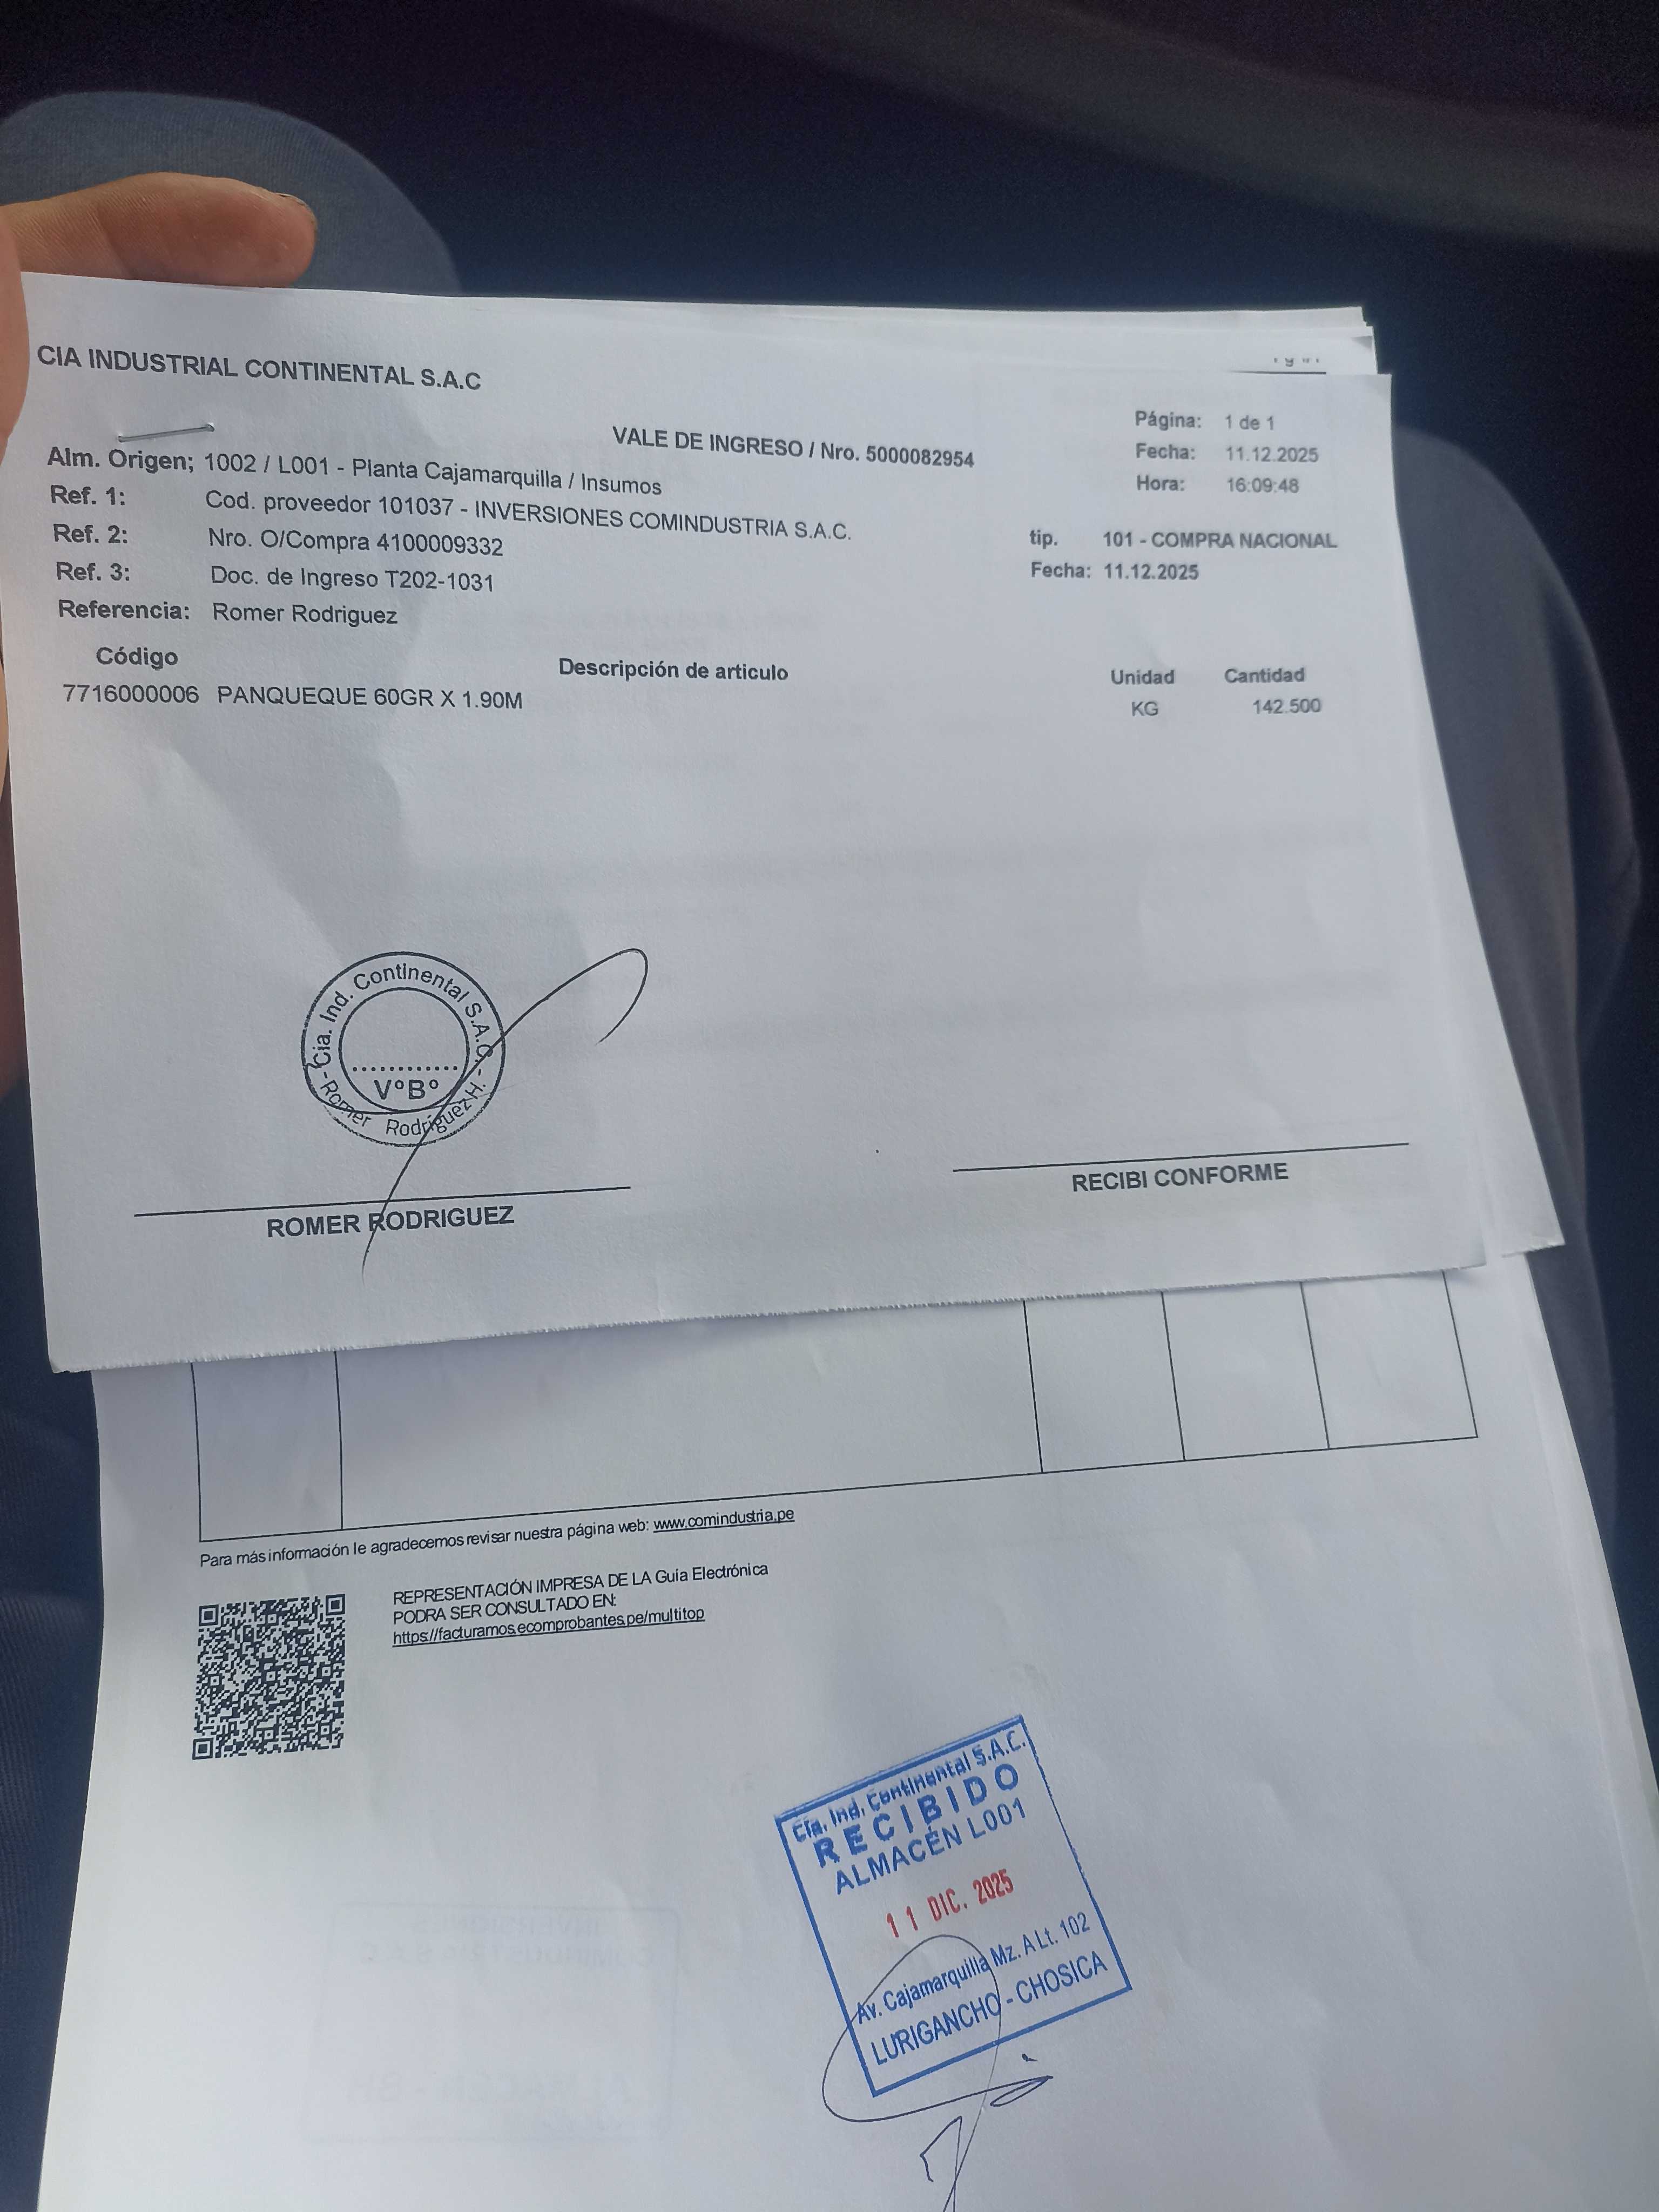 CIA INDUSTRIAL CONTINENTAL S.A.C
VALE DE INGRESO / Nro. 5000082954
Página: 1 de 1
Fecha: 11.12.2025
Hora: 16:09:48
Alm. Origen; 1002 / L001 - Planta Cajamarquilla / Insumos
Ref. 1: Cod. proveedor 101037 - INVERSIONES COMINDUSTRIA S.A.C.
Ref. 2: Nro. O/Compra 4100009332
tip. 101 - COMPRA NACIONAL
Ref. 3: Doc. de Ingreso T202-1031
Fecha: 11.12.2025
Referencia: Romer Rodriguez
Código Descripción de articulo Unidad Cantidad
7716000006 PANQUEQUE 60GR X 1.90M KG 142.500
Cia. Ind. Continental S.A.C.
VºBº
- Romer Rodriguez H. -
ROMER RODRIGUEZ
RECIBI CONFORME
Para más información le agradecemos revisar nuestra página web: www.comindustria.pe
REPRESENTACIÓN IMPRESA DE LA Guía Electrónica
PODRA SER CONSULTADO EN:
https://facturamos.ecomprobantes.pe/multitop
Cía. Ind. Continental S.A.C.
RECIBIDO
ALMACÉN L001
11 DIC. 2025
Av. Cajamarquilla Mz. A Lt. 102
LURIGANCHO - CHOSICA